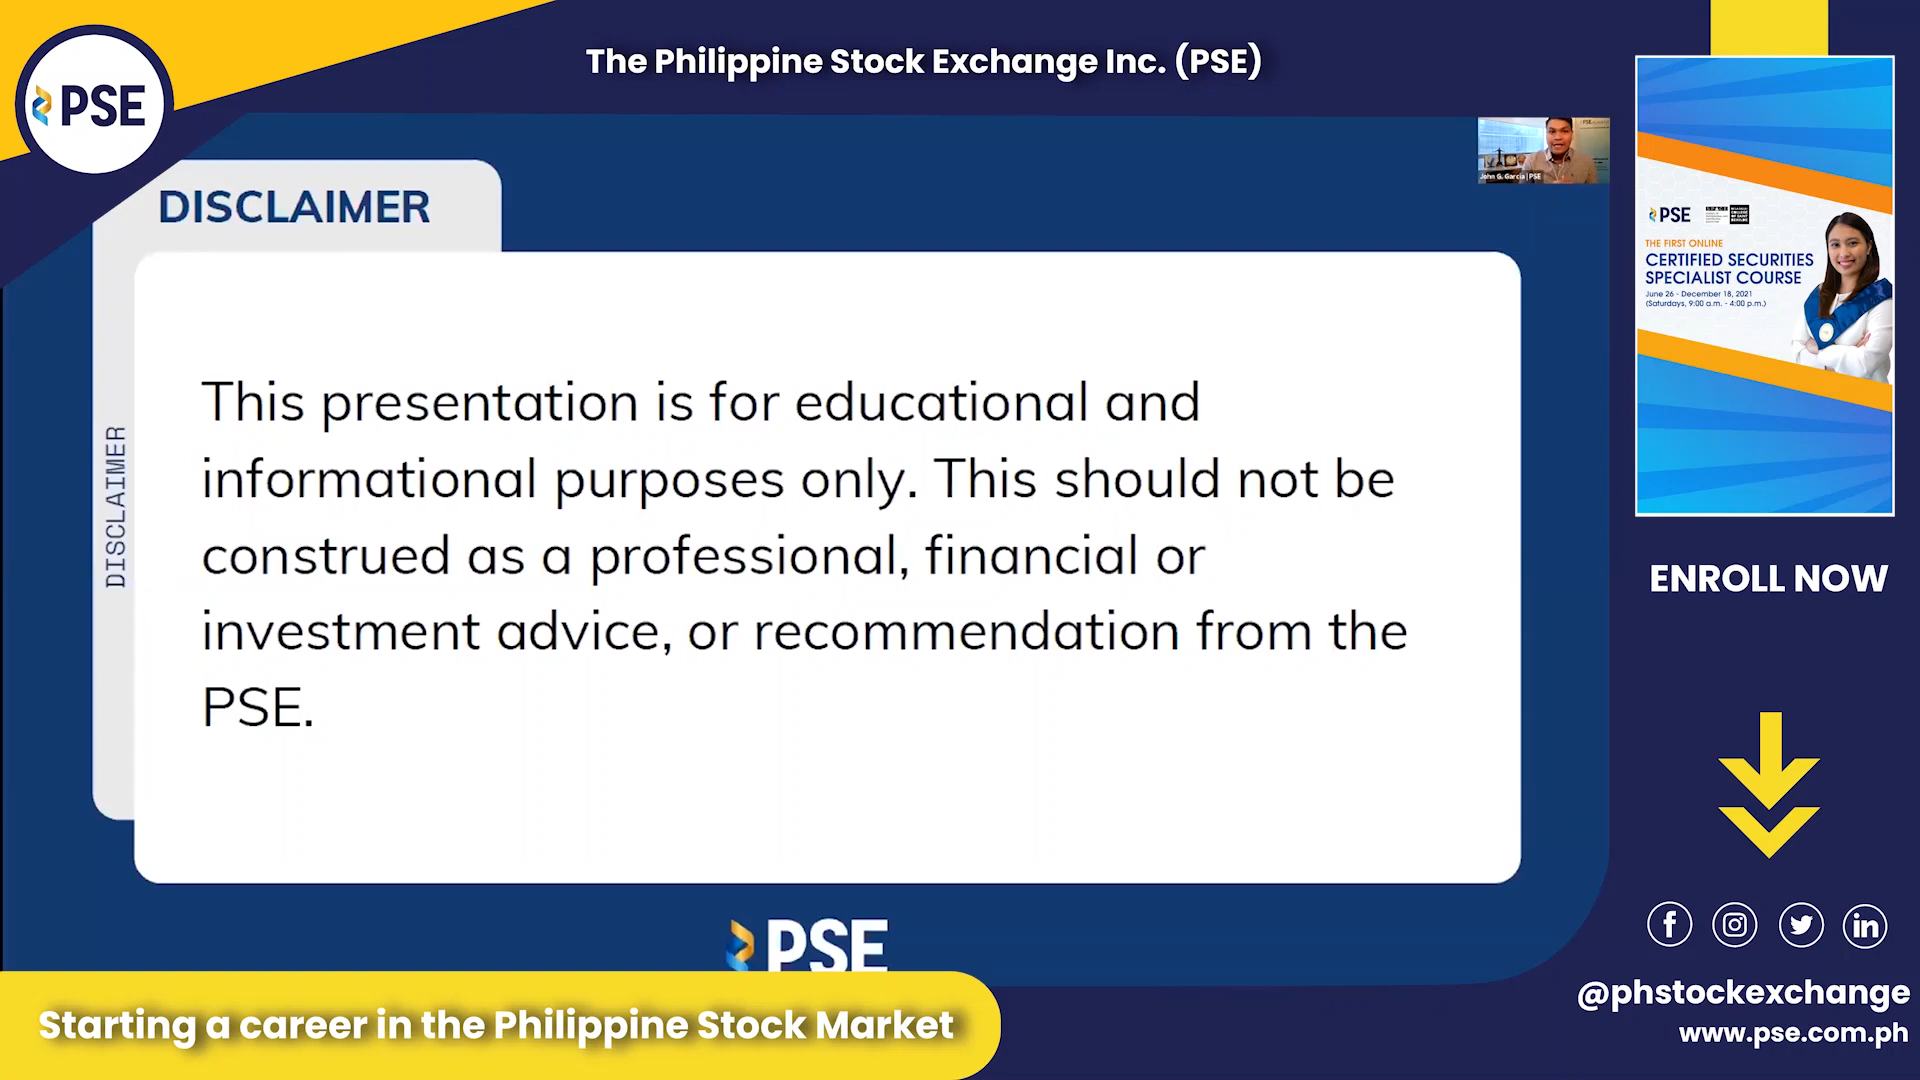 The Philippine Stock Exchange Inc. (PSE)
PSE
DISCLAIMER
DISCLAIMER
This presentation is for educational and
informational purposes only. This should not be
construed as a professional, financial or
investment advice, or recommendation from the
PSE.
PSE
Starting a career in the Philippine Stock Market
John G. Garcia | PSE
PSE
THE FIRST ONLINE
CERTIFIED SECURITIES
SPECIALIST COURSE
June 26 - December 18, 2021
(Saturdays, 9:00 a.m. - 4:00 p.m.)
ENROLL NOW
@phstockexchange
www.pse.com.ph